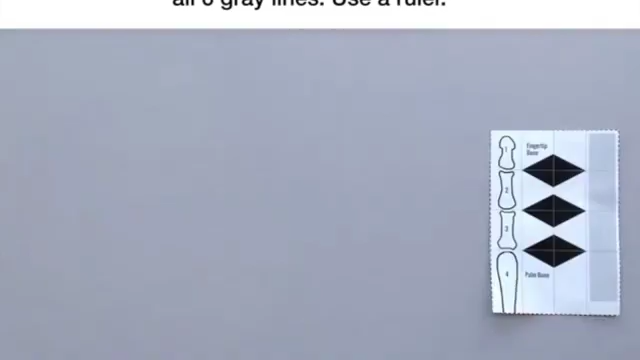 all 6 gray lines. Use a ruler.
1
Fingertip
Bone
2
3
4
Palm Bone